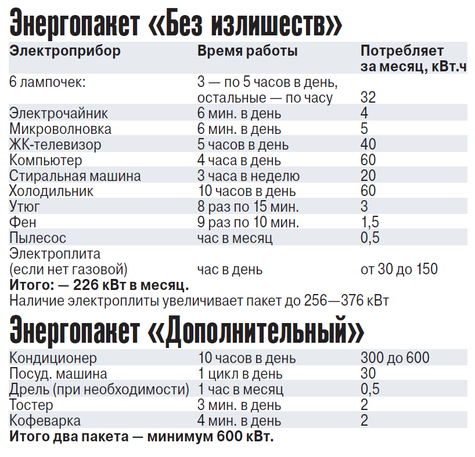 Энергопакет «Без излишеств»
Электроприбор Время работы Потребляет
за месяц, кВт.ч
6 лампочек: 3 — по 5 часов в день,
остальные — по часу 32
Электрочайник 6 мин. в день 4
Микроволновка 6 мин. в день 5
ЖК-телевизор 5 часов в день 40
Компьютер 4 часа в день 60
Стиральная машина 3 часа в неделю 20
Холодильник 10 часов в день 60
Утюг 8 раз по 15 мин. 3
Фен 9 раз по 10 мин. 1,5
Пылесос час в месяц 0,5
Электроплита
(если нет газовой) час в день от 30 до 150
Итого: — 226 кВт в месяц.
Наличие электроплиты увеличивает пакет до 256—376 кВт
Энергопакет «Дополнительный»
Кондиционер 10 часов в день 300 до 600
Посуд. машина 1 цикл в день 30
Дрель (при необходимости) 1 час в месяц 0,5
Тостер 3 мин. в день 2
Кофеварка 4 мин. в день 2
Итого два пакета — минимум 600 кВт.